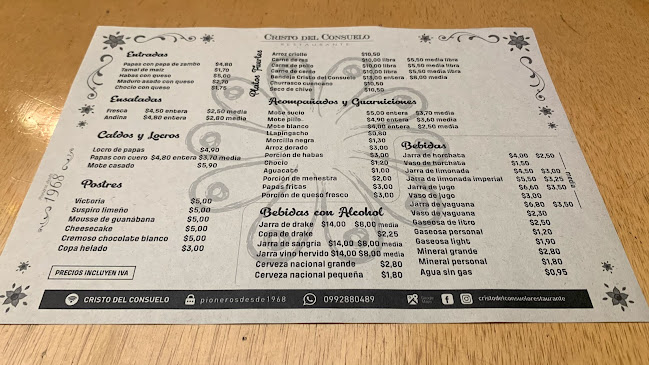 CRISTO DEL CONSUELO
RESTAURANTE
Entradas
Papas con papa de zambo $4,80
Tamal de maíz $1,70
Habas con queso $5,00
Maduro asado con queso $2,70
Choclo con queso $1,75
Ensaladas
Fresca $4,50 entera $2,50 media
Andina $4,80 entera $2,80 media
Caldos y Locros
Locro de papas $4,90
Papas con cuero $4,80 entera $3,70 media
Mote casado $5,90
1968
Postres
Victoria $5,00
Suspiro limeño $5,00
Mousse de guanábana $5,00
Cheesecake $5,00
Cremoso chocolate blanco $5,00
Copa helado $3,00
PRECIOS INCLUYEN IVA
Platos Fuertes
Arroz criollo $10,50
Carne de res $10,00 libra $5,50 media libra
Carne de pollo $10,00 libra $5,50 media libra
Carne de cerdo $10,00 libra $5,50 media libra
Bandeja Cristo del Consuelo $13,00 entera $8,00 media
Churrasco cuencano $10,50
Seco de chivo $10,50
Acompañados y Guarniciones
Mote sucio $5,00 entera $3,70 media
Mote pillo $4,90 entera $3,60 media
Mote blanco $4,00 entera $2,50 media
Llapingacho $0,80
Morcilla negra $1,30
Arroz dorado $3,00
Porción de habas $3,00
Choclo $1,20
Aguacate $1,00
Porción de menestra $2,00
Papas fritas $3,00
Porción de queso fresco $3,00
Bebidas con Alcohol
Jarra de drake $14,00 $8,00 media
Copa de drake $2,25
Jarra de sangría $14,00 $8,00 media
Jarra vino hervido $14,00 $8,00 media
Cerveza nacional grande $2,80
Cerveza nacional pequeña $1,80
Bebidas
Jarra de horchata $4,00 $2,50
Vaso de horchata $1,50
Jarra de limonada $4,50 $3,00
Jarra de limonada imperial $5,50 $3,25
Jarra de jugo $6,60 $3,50
Vaso de jugo $3,00
Jarra de yaguana $6,80 $3,50
Vaso de yaguana $2,30
Gaseosa de litro $2,50
Gaseosa personal $1,20
Gaseosa light $1,90
Mineral grande $2,80
Mineral personal $1,80
Agua sin gas $0,95
media
CRISTO DEL CONSUELO pionerosdesde1968 0992880489 cristodelconsuelorestaurante